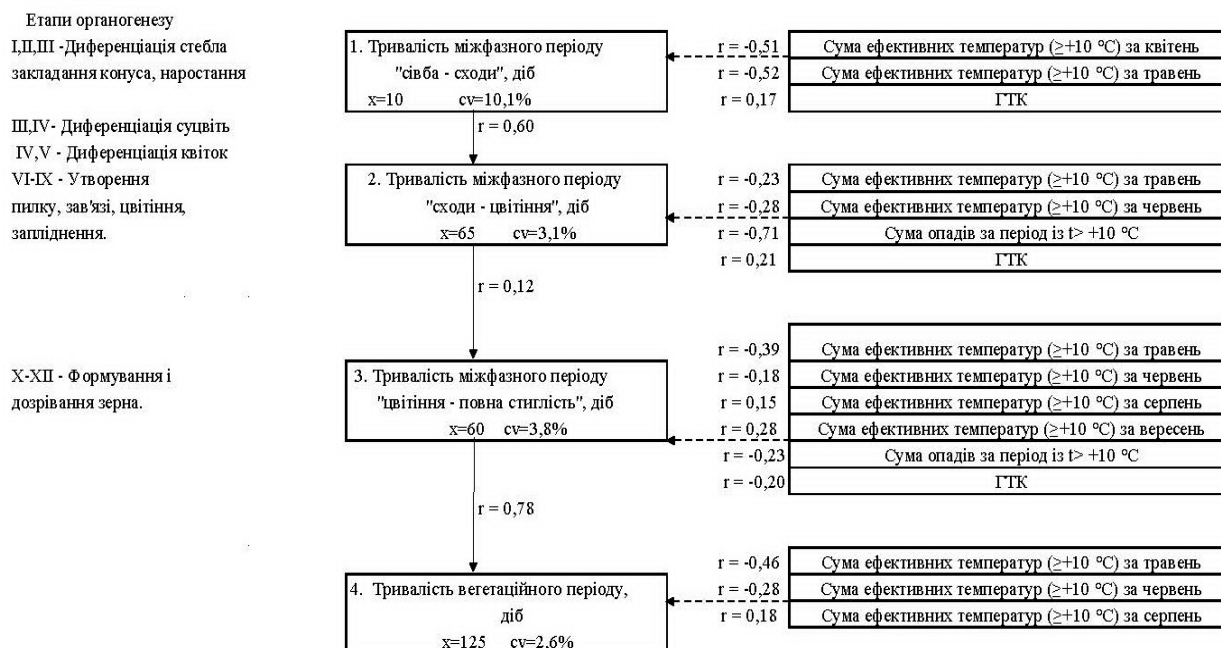 Етапи органогенезу
І,ІІ,ІІІ -Диференціація стебла
закладання конуса, наростання
ІІІ,IV- Диференціація суцвіть
IV,V - Диференціація квіток
VI-IX - Утворення
пилку, зав'язі, цвітіння,
запліднення.
X-XII - Формування і
дозрівання зерна.
1. Тривалість міжфазного періоду
"сівба - сходи", діб
x=10 cv=10,1%
r = 0,60
2. Тривалість міжфазного періоду
"сходи - цвітіння", діб
x=65 cv=3,1%
r = 0,12
3. Тривалість міжфазного періоду
"цвітіння - повна стиглість", діб
x=60 cv=3,8%
r = 0,78
4. Тривалість вегетаційного періоду,
діб
x=125 cv=2,6%
r = -0,51 Сума ефективних температур (≥+10 °C) за квітень
r = -0,52 Сума ефективних температур (≥+10 °C) за травень
r = 0,17 ГТК
r = -0,23 Сума ефективних температур (≥+10 °C) за травень
r = -0,28 Сума ефективних температур (≥+10 °C) за червень
r = -0,71 Сума опадів за період із t> +10 °C
r = 0,21 ГТК
r = -0,39 Сума ефективних температур (≥+10 °C) за травень
r = -0,18 Сума ефективних температур (≥+10 °C) за червень
r = 0,15 Сума ефективних температур (≥+10 °C) за серпень
r = 0,28 Сума ефективних температур (≥+10 °C) за вересень
r = -0,23 Сума опадів за період із t> +10 °C
r = -0,20 ГТК
r = -0,46 Сума ефективних температур (≥+10 °C) за травень
r = -0,28 Сума ефективних температур (≥+10 °C) за червень
r = 0,18 Сума ефективних температур (≥+10 °C) за серпень